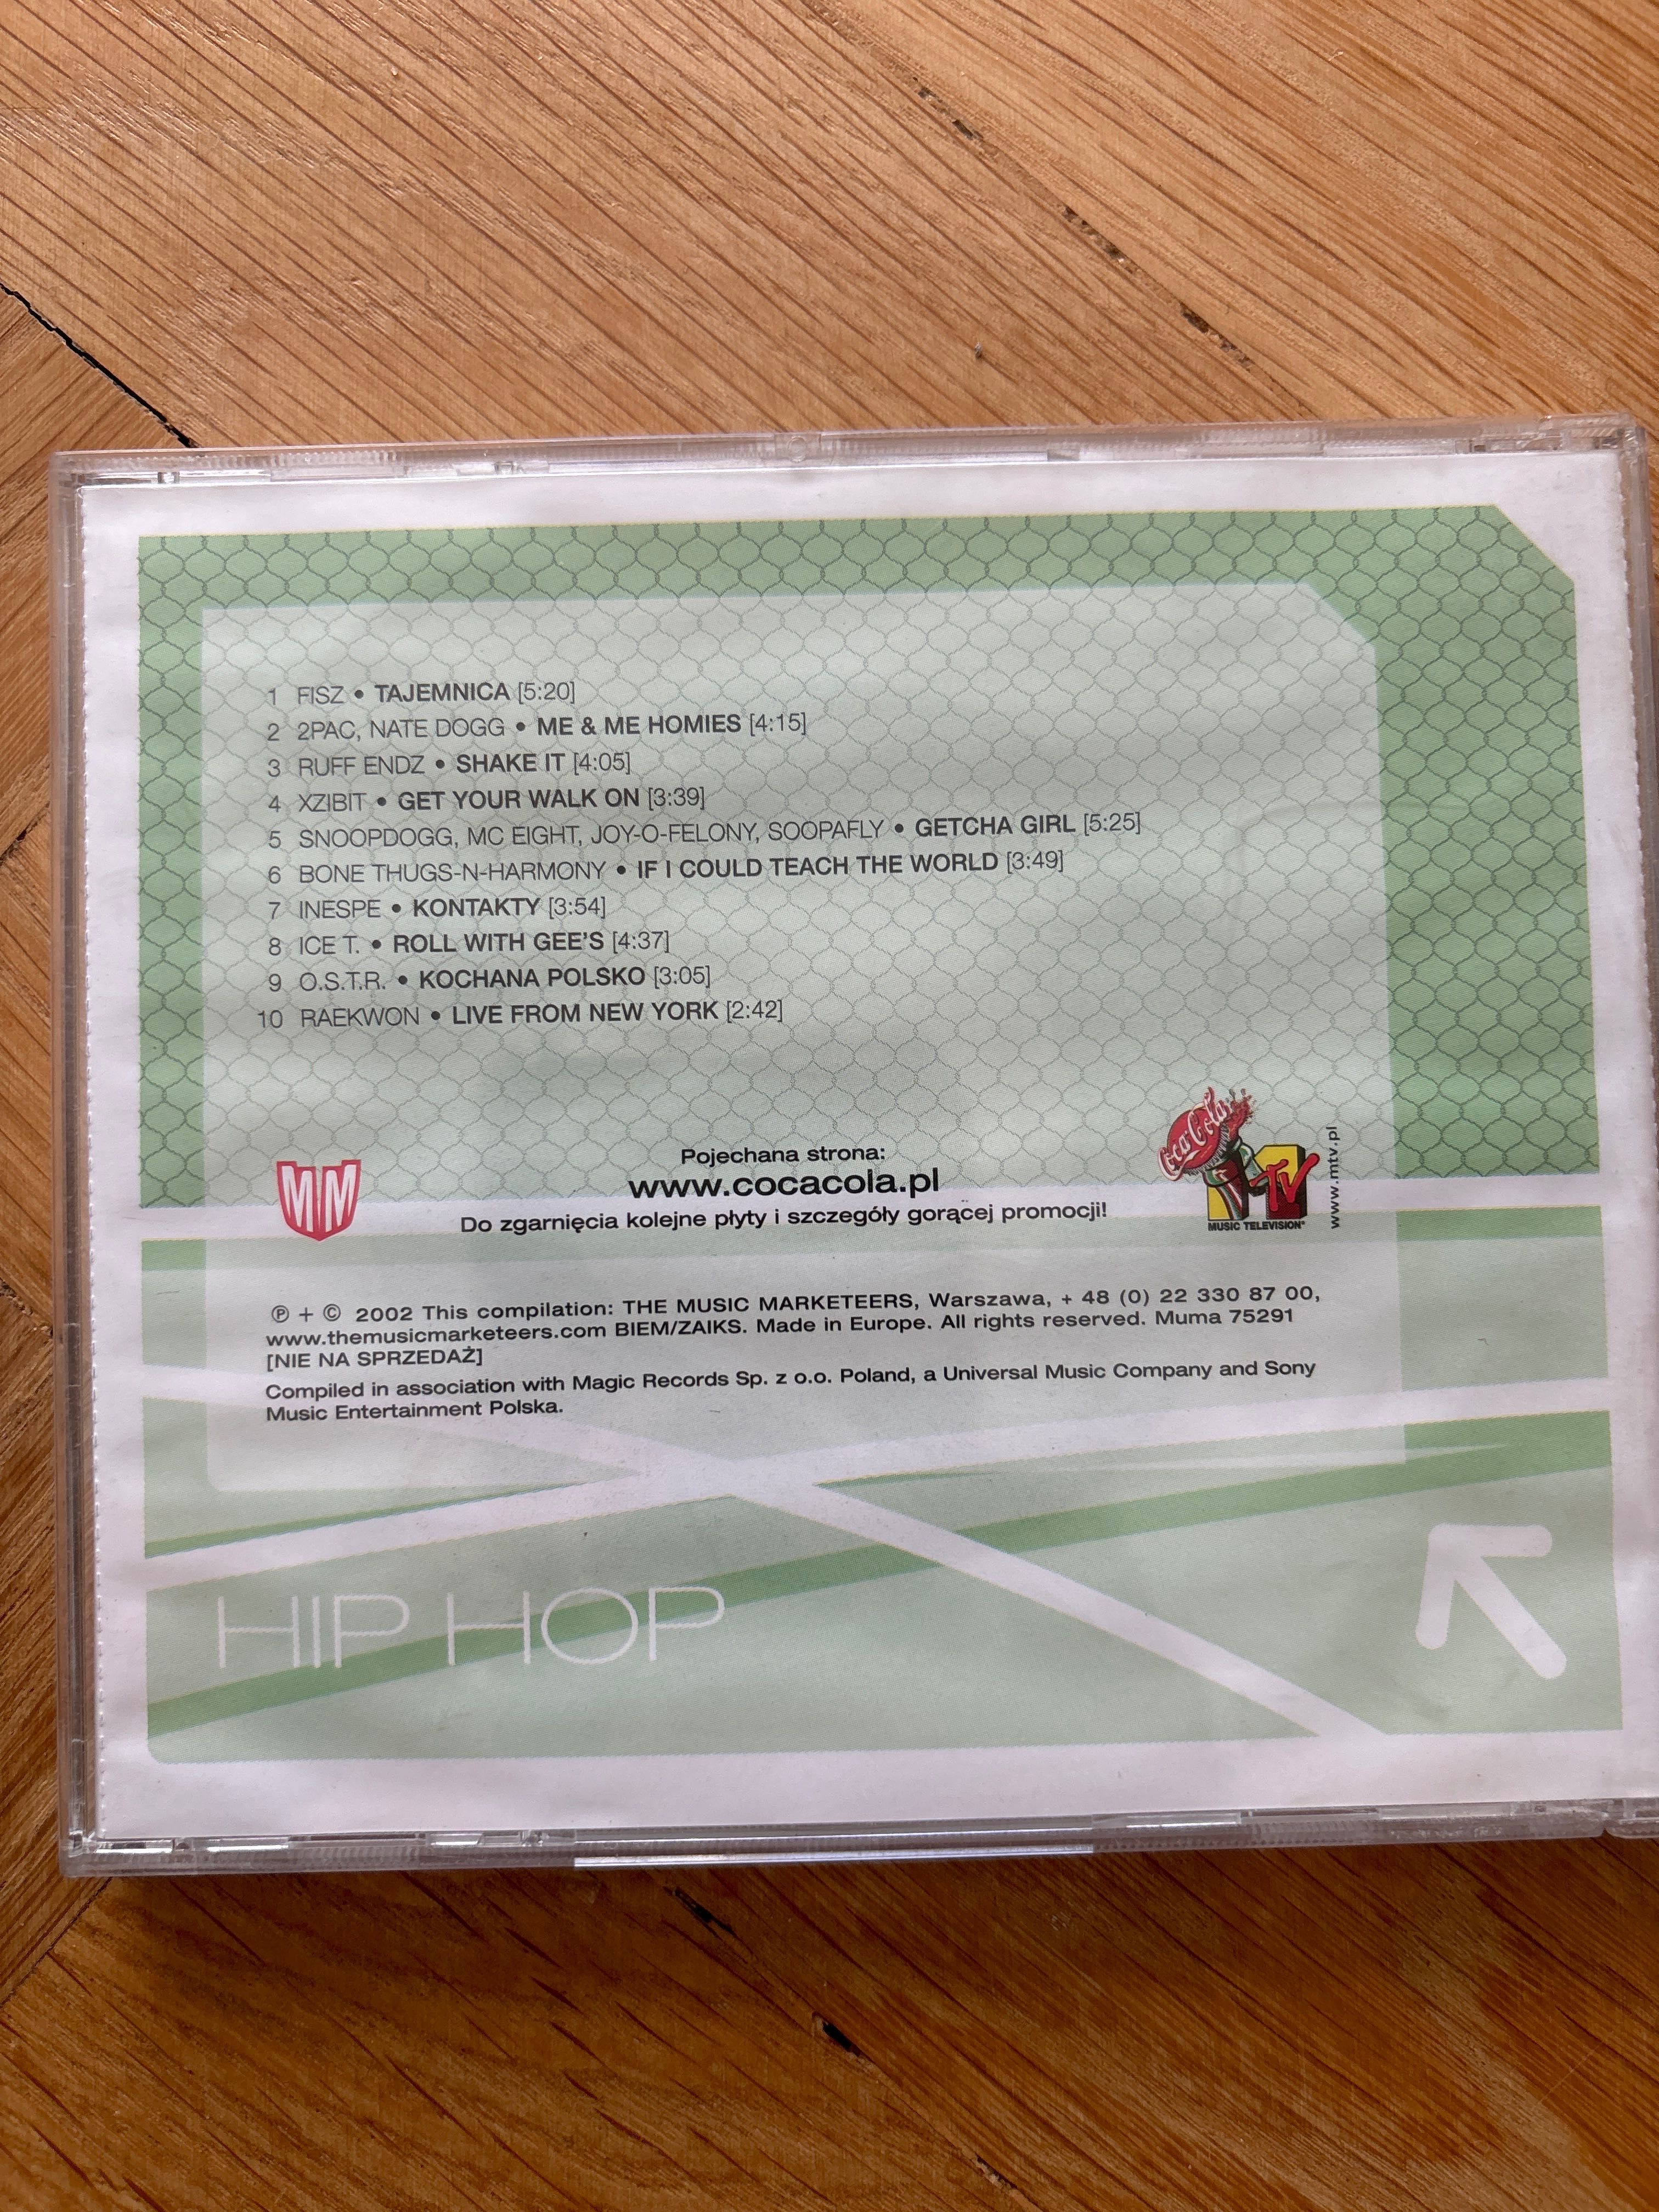 1 FISZ • TAJEMNICA [5:20]
2 2PAC, NATE DOGG • ME & ME HOMIES [4:15]
3 RUFF ENDZ • SHAKE IT [4:05]
4 XZIBIT • GET YOUR WALK ON [3:39]
5 SNOOPDOGG, MC EIGHT, JOY-O-FELONY, SOOPAFLY • GETCHA GIRL [5:25]
6 BONE THUGS-N-HARMONY • IF I COULD TEACH THE WORLD [3:49]
7 INESPE • KONTAKTY [3:54]
8 ICE T. • ROLL WITH GEE'S [4:37]
9 O.S.T.R. • KOCHANA POLSKO [3:05]
10 RAEKWON • LIVE FROM NEW YORK [2:42]
MM
Pojechana strona:
www.cocacola.pl
Do zgarnięcia kolejne płyty i szczegóły gorącej promocji!
Coca-Cola
MTV
MUSIC TELEVISION®
www.mtv.pl
℗ + © 2002 This compilation: THE MUSIC MARKETEERS, Warszawa, + 48 (0) 22 330 87 00,
www.themusicmarketeers.com BIEM/ZAIKS. Made in Europe. All rights reserved. Muma 75291
[NIE NA SPRZEDAŻ]
Compiled in association with Magic Records Sp. z o.o. Poland, a Universal Music Company and Sony
Music Entertainment Polska.
HIP HOP